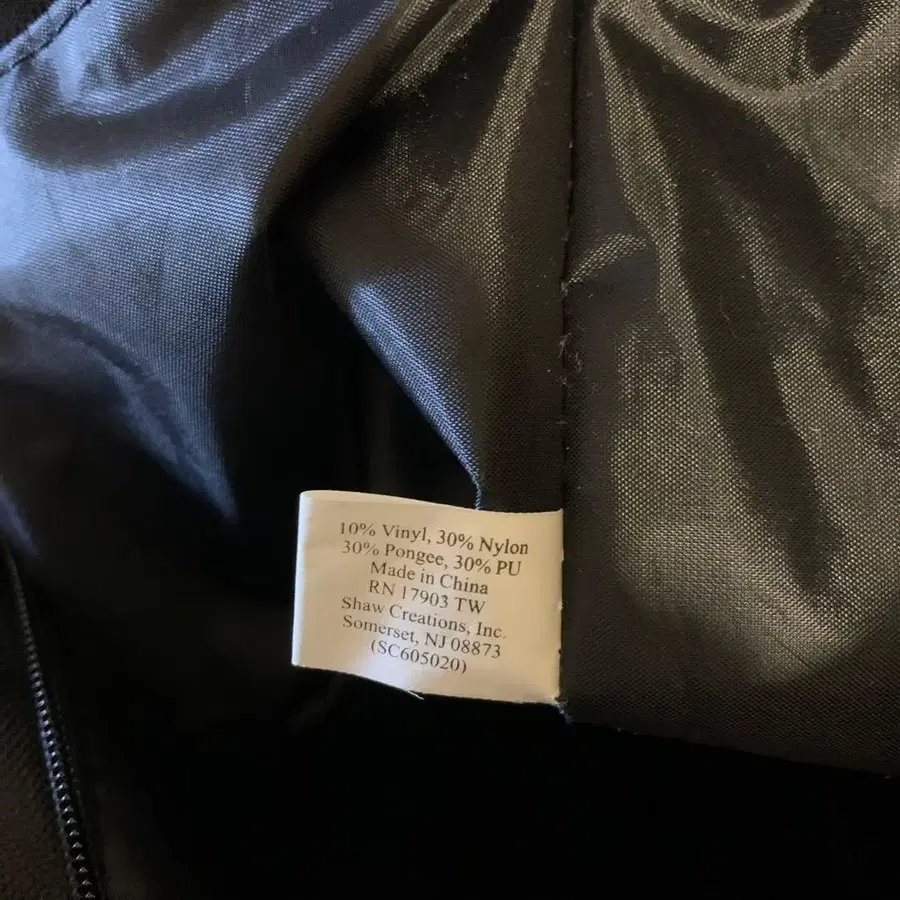 10% Vinyl, 30% Nylon
30% Pongee, 30% PU
Made in China
RN 17903 TW
Shaw Creations, Inc.
Somerset, NJ 08873
(SC605020)